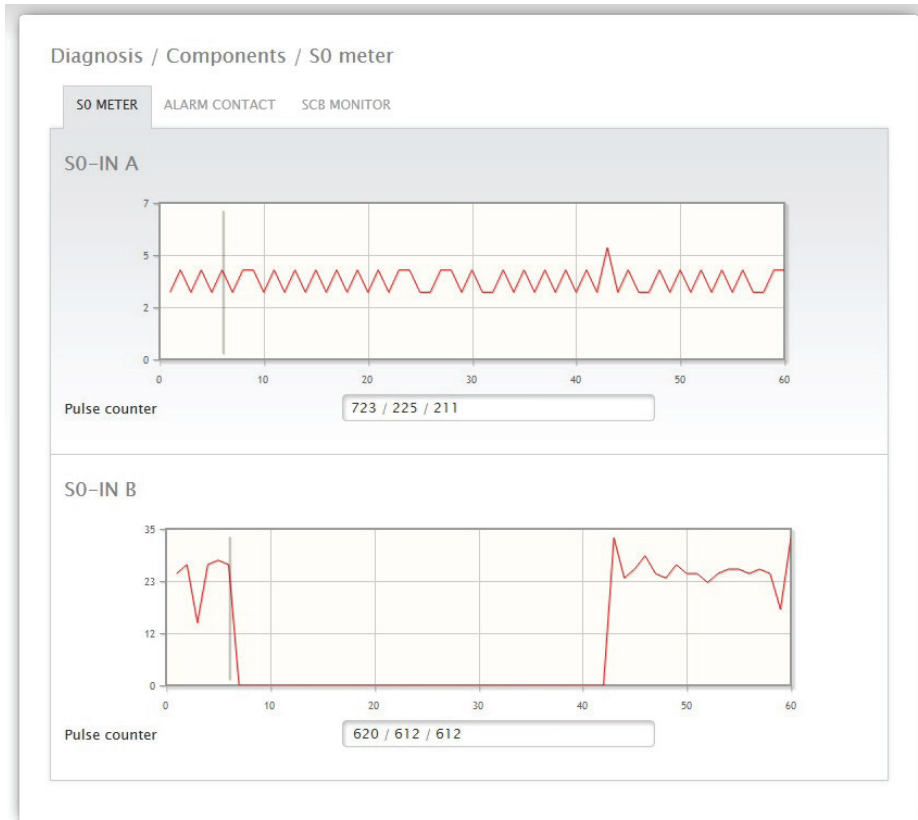 Diagnosis / Components / S0 meter
S0 METER ALARM CONTACT SCB MONITOR
S0-IN A
7
5
2
0
0 10 20 30 40 50 60
Pulse counter 723 / 225 / 211
S0-IN B
35
23
12
0
0 10 20 30 40 50 60
Pulse counter 620 / 612 / 612